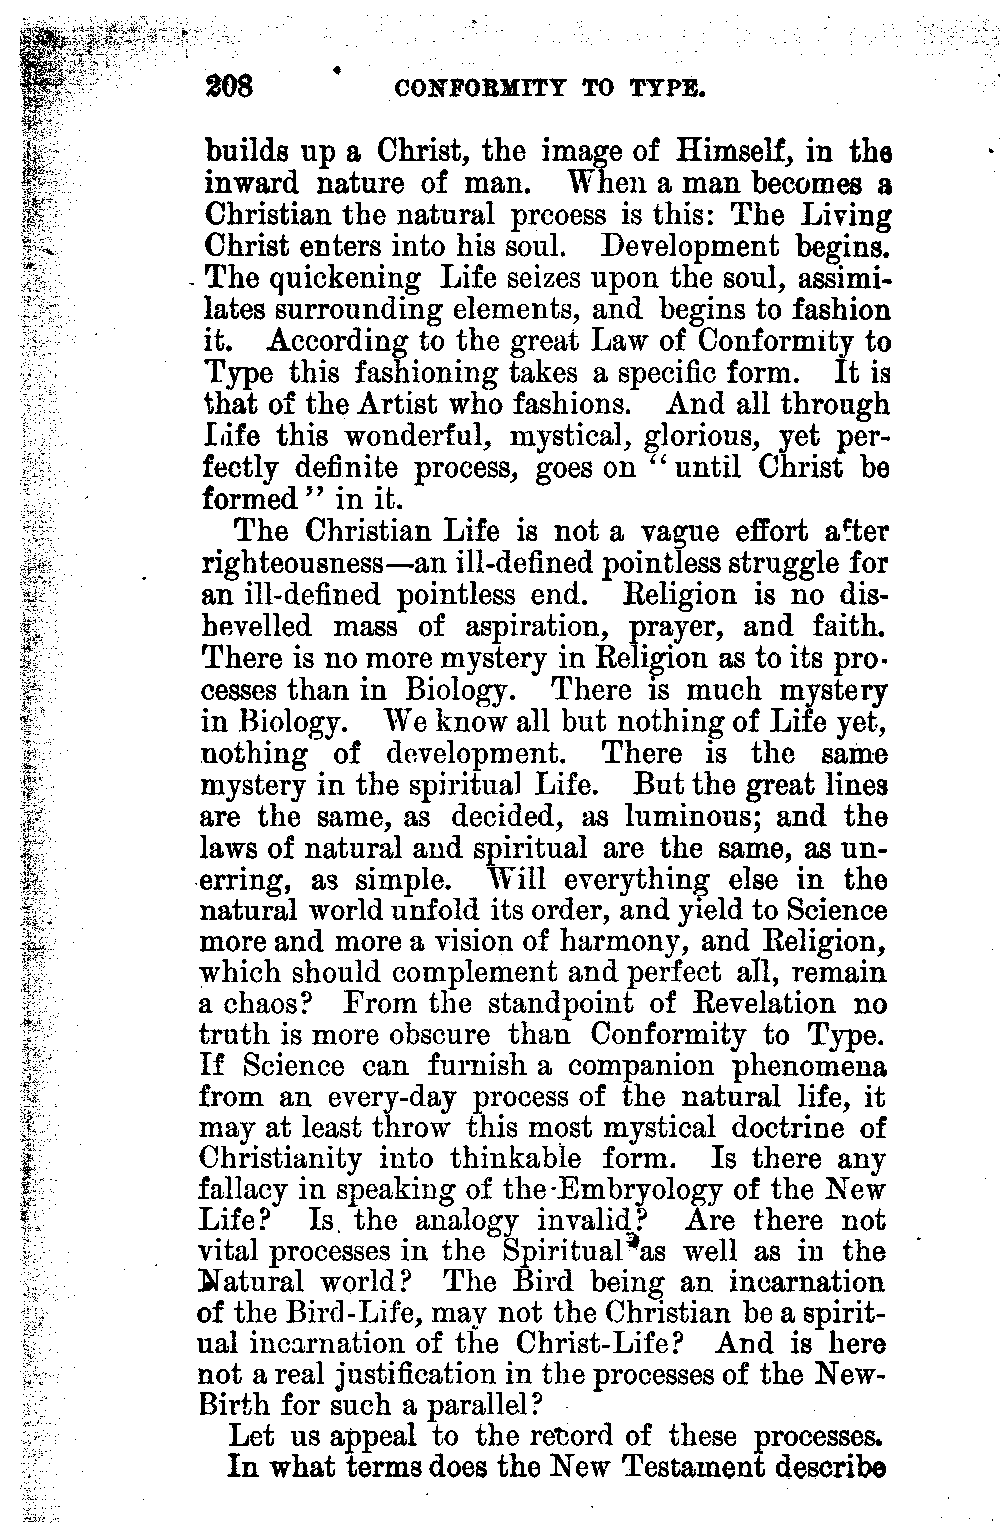 208 CONFORMITY TO TYPE.
builds up a Christ, the image of Himself, in the
inward nature of man. When a man becomes a
Christian the natural prcoess is this: The Living
Christ enters into his soul. Development begins.
The quickening Life seizes upon the soul, assimi-
lates surrounding elements, and begins to fashion
it. According to the great Law of Conformity to
Type this fashioning takes a specific form. It is
that of the Artist who fashions. And all through
Life this wonderful, mystical, glorious, yet per-
fectly definite process, goes on “until Christ be
formed” in it.
The Christian Life is not a vague effort after
righteousness—an ill-defined pointless struggle for
an ill-defined pointless end. Religion is no dis-
hevelled mass of aspiration, prayer, and faith.
There is no more mystery in Religion as to its pro-
cesses than in Biology. There is much mystery
in Biology. We know all but nothing of Life yet,
nothing of development. There is the same
mystery in the spiritual Life. But the great lines
are the same, as decided, as luminous; and the
laws of natural and spiritual are the same, as un-
erring, as simple. Will everything else in the
natural world unfold its order, and yield to Science
more and more a vision of harmony, and Religion,
which should complement and perfect all, remain
a chaos? From the standpoint of Revelation no
truth is more obscure than Conformity to Type.
If Science can furnish a companion phenomena
from an every-day process of the natural life, it
may at least throw this most mystical doctrine of
Christianity into thinkable form. Is there any
fallacy in speaking of the Embryology of the New
Life? Is the analogy invalid? Are there not
vital processes in the Spiritual as well as in the
Natural world? The Bird being an incarnation
of the Bird-Life, may not the Christian be a spirit-
ual incarnation of the Christ-Life? And is here
not a real justification in the processes of the New-
Birth for such a parallel?
Let us appeal to the record of these processes.
In what terms does the New Testament describe